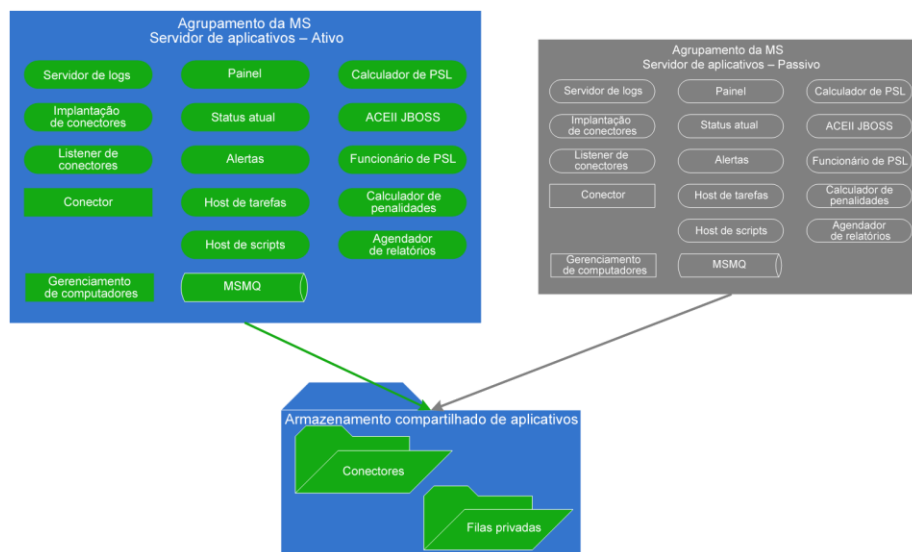 Agrupamento da MS
Servidor de aplicativos – Ativo
Servidor de logs
Painel
Calculador de PSL
Implantação
de conectores
Status atual
ACEII JBOSS
Listener de
conectores
Alertas
Funcionário de PSL
Conector
Host de tarefas
Calculador de
penalidades
Host de scripts
Agendador
de relatórios
Gerenciamento
de computadores
MSMQ
Agrupamento da MS
Servidor de aplicativos – Passivo
Servidor de logs
Painel
Calculador de PSL
Implantação
de conectores
Status atual
ACEII JBOSS
Listener de
conectores
Alertas
Funcionário de PSL
Conector
Host de tarefas
Calculador de
penalidades
Host de scripts
Agendador
de relatórios
Gerenciamento
de computadores
MSMQ
Armazenamento compartilhado de aplicativos
Conectores
Filas privadas